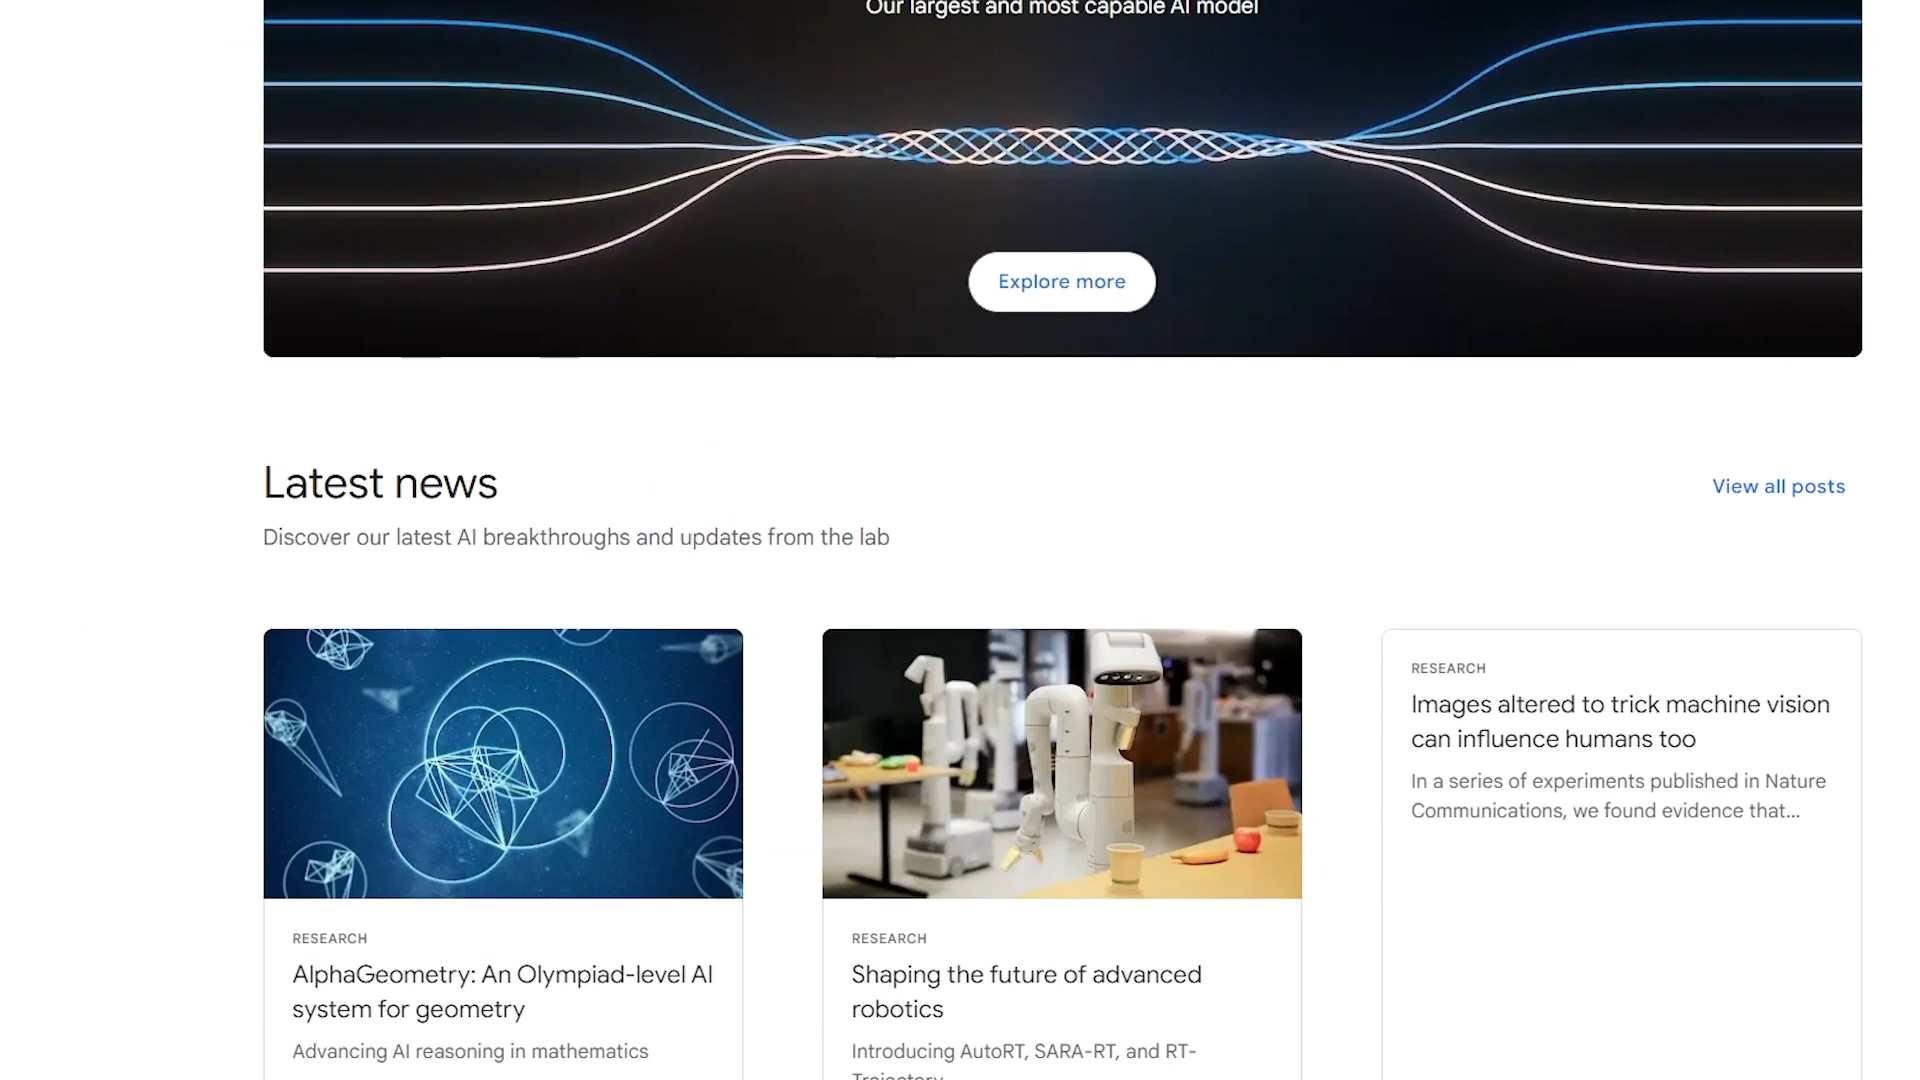 Our largest and most capable AI model
Explore more
Latest news
View all posts
Discover our latest AI breakthroughs and updates from the lab
RESEARCH
AlphaGeometry: An Olympiad-level AI
system for geometry
Advancing AI reasoning in mathematics
RESEARCH
Shaping the future of advanced
robotics
Introducing AutoRT, SARA-RT, and RT-
Trajectory
RESEARCH
Images altered to trick machine vision
can influence humans too
In a series of experiments published in Nature
Communications, we found evidence that...